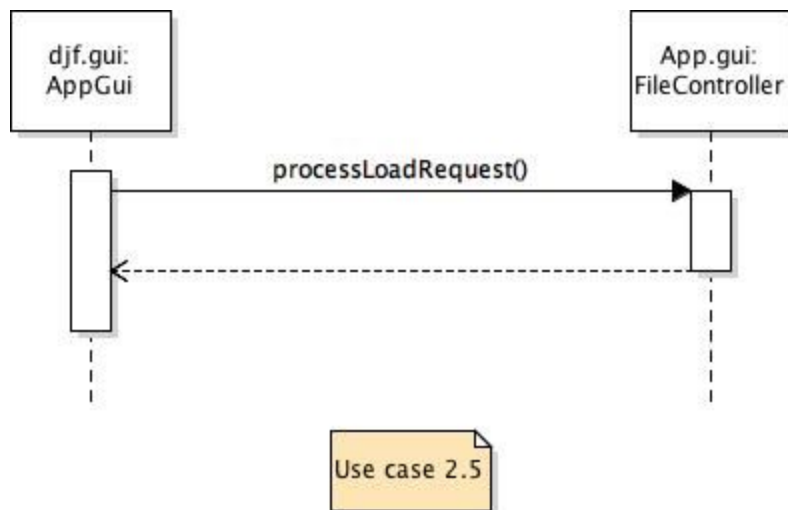 djf.gui:
AppGui
App.gui:
FileController
processLoadRequest()
Use case 2.5